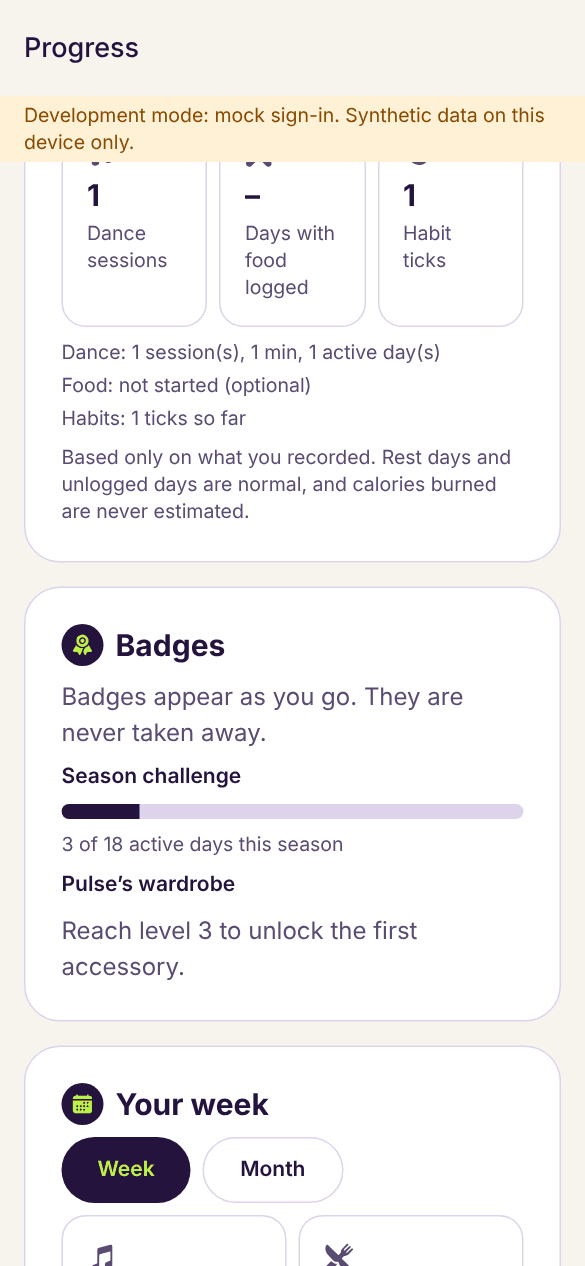 Progress
Development mode: mock sign-in. Synthetic data on this
device only.
1
Dance
sessions
–
Days with
food
logged
1
Habit
ticks
Dance: 1 session(s), 1 min, 1 active day(s)
Food: not started (optional)
Habits: 1 ticks so far
Based only on what you recorded. Rest days and
unlogged days are normal, and calories burned
are never estimated.
Badges
Badges appear as you go. They are
never taken away.
Season challenge
3 of 18 active days this season
Pulse’s wardrobe
Reach level 3 to unlock the first
accessory.
Your week
Week
Month